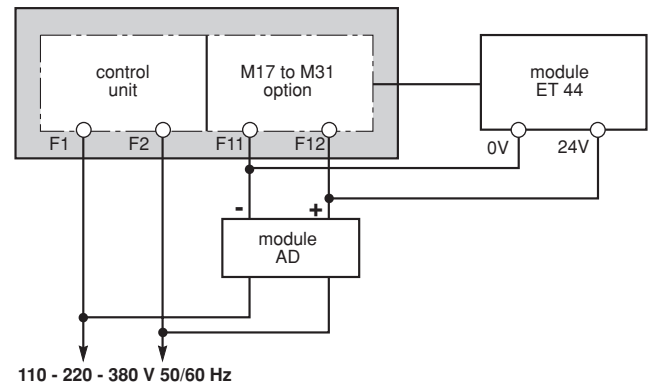 control
unit
M17 to M31
option
module
ET 44
F1
F2
F11
F12
0V
24V
-
+
module
AD
110 - 220 - 380 V 50/60 Hz